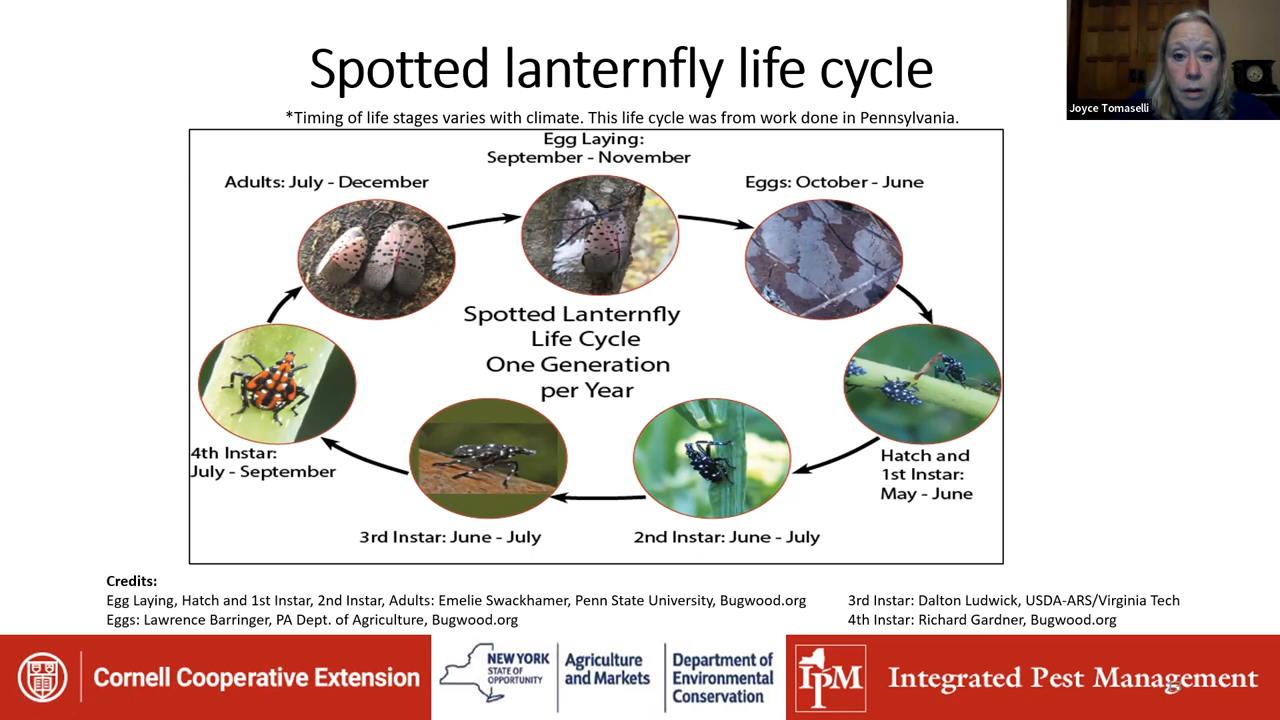 Spotted lanternfly life cycle
Joyce Tomaselli
*Timing of life stages varies with climate. This life cycle was from work done in Pennsylvania.
Egg Laying:
September - November
Adults: July - December
Eggs: October - June
Spotted Lanternfly
Life Cycle
One Generation
per Year
4th Instar:
July - September
Hatch and
1st Instar:
May - June
3rd Instar: June - July
2nd Instar: June - July
Credits:
Egg Laying, Hatch and 1st Instar, 2nd Instar, Adults: Emelie Swackhamer, Penn State University, Bugwood.org
Eggs: Lawrence Barringer, PA Dept. of Agriculture, Bugwood.org
3rd Instar: Dalton Ludwick, USDA-ARS/Virginia Tech
4th Instar: Richard Gardner, Bugwood.org
Cornell Cooperative Extension
NEW YORK
STATE OF
OPPORTUNITY
Agriculture
and Markets
Department of
Environmental
Conservation
IPM
Integrated Pest Management